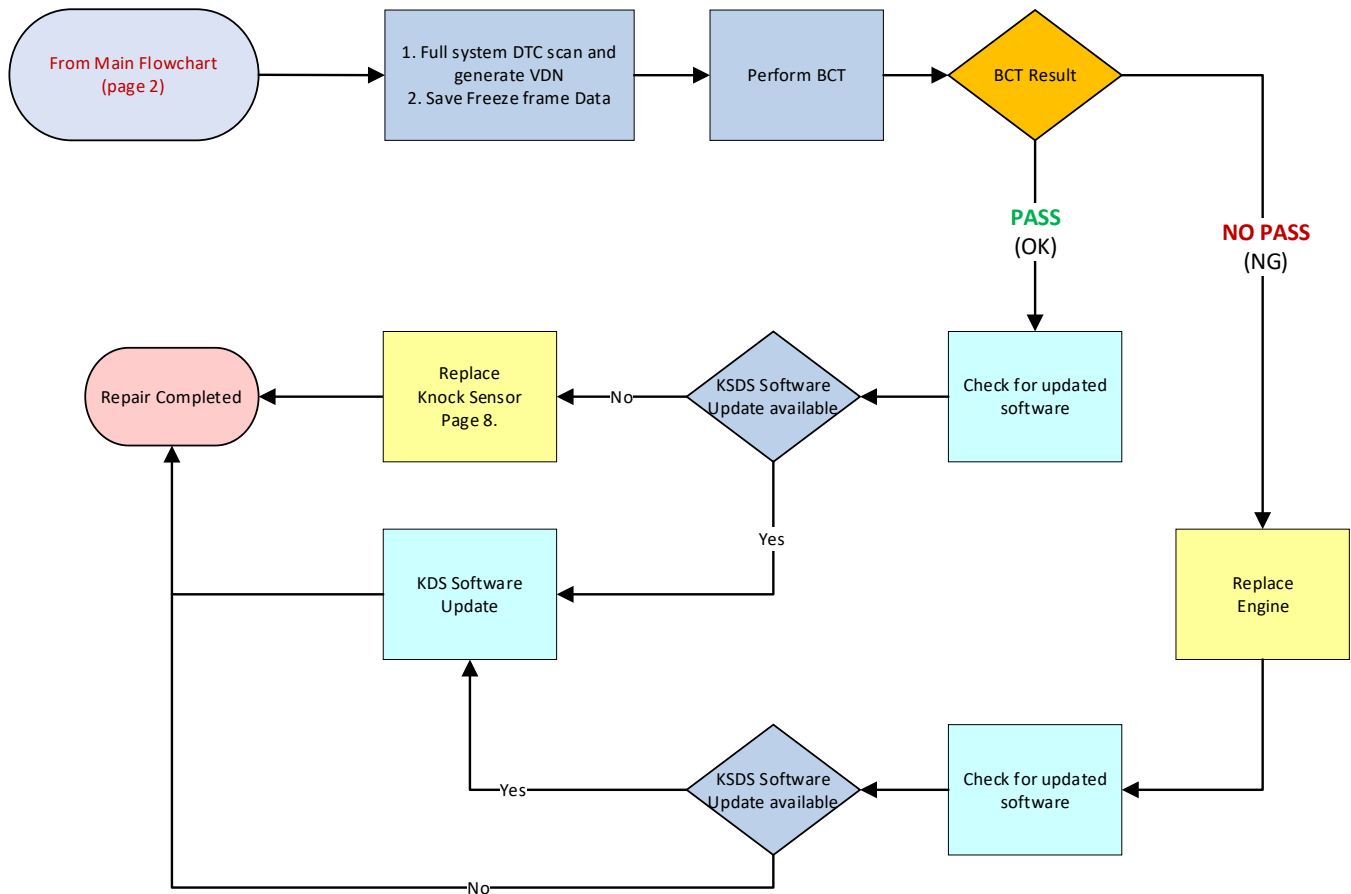 From Main Flowchart
(page 2)
1. Full system DTC scan and
generate VDN
2. Save Freeze frame Data
Perform BCT
BCT Result
PASS
(OK)
NO PASS
(NG)
Repair Completed
Replace
Knock Sensor
Page 8.
No
KSDS Software
Update available
Check for updated
software
Yes
KDS Software
Update
Replace
Engine
Yes
KSDS Software
Update available
Check for updated
software
No